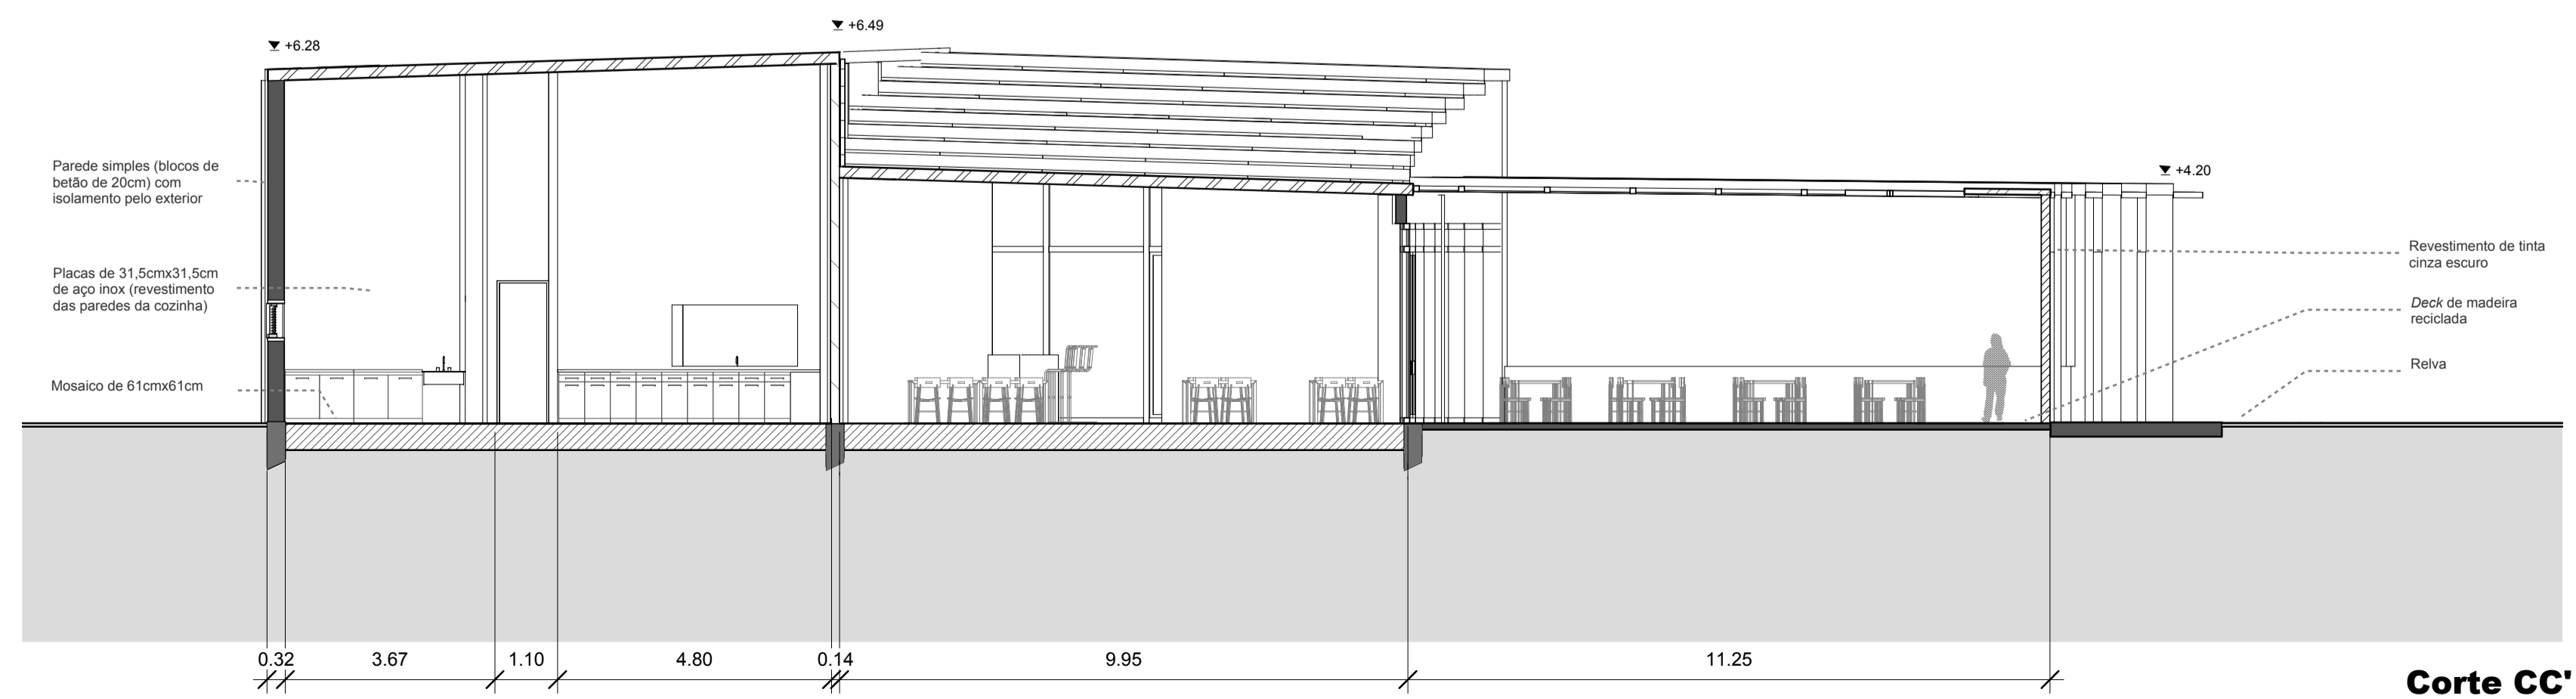 +6.49
+6.28
+4.20
Parede simples (blocos de
betão de 20cm) com
isolamento pelo exterior
Placas de 31,5cmx31,5cm
de aço inox (revestimento
das paredes da cozinha)
Mosaico de 61cmx61cm
Revestimento de tinta
cinza escuro
Deck de madeira
reciclada
Relva
0.32 3.67 1.10 4.80 0.14 9.95 11.25
Corte CC'